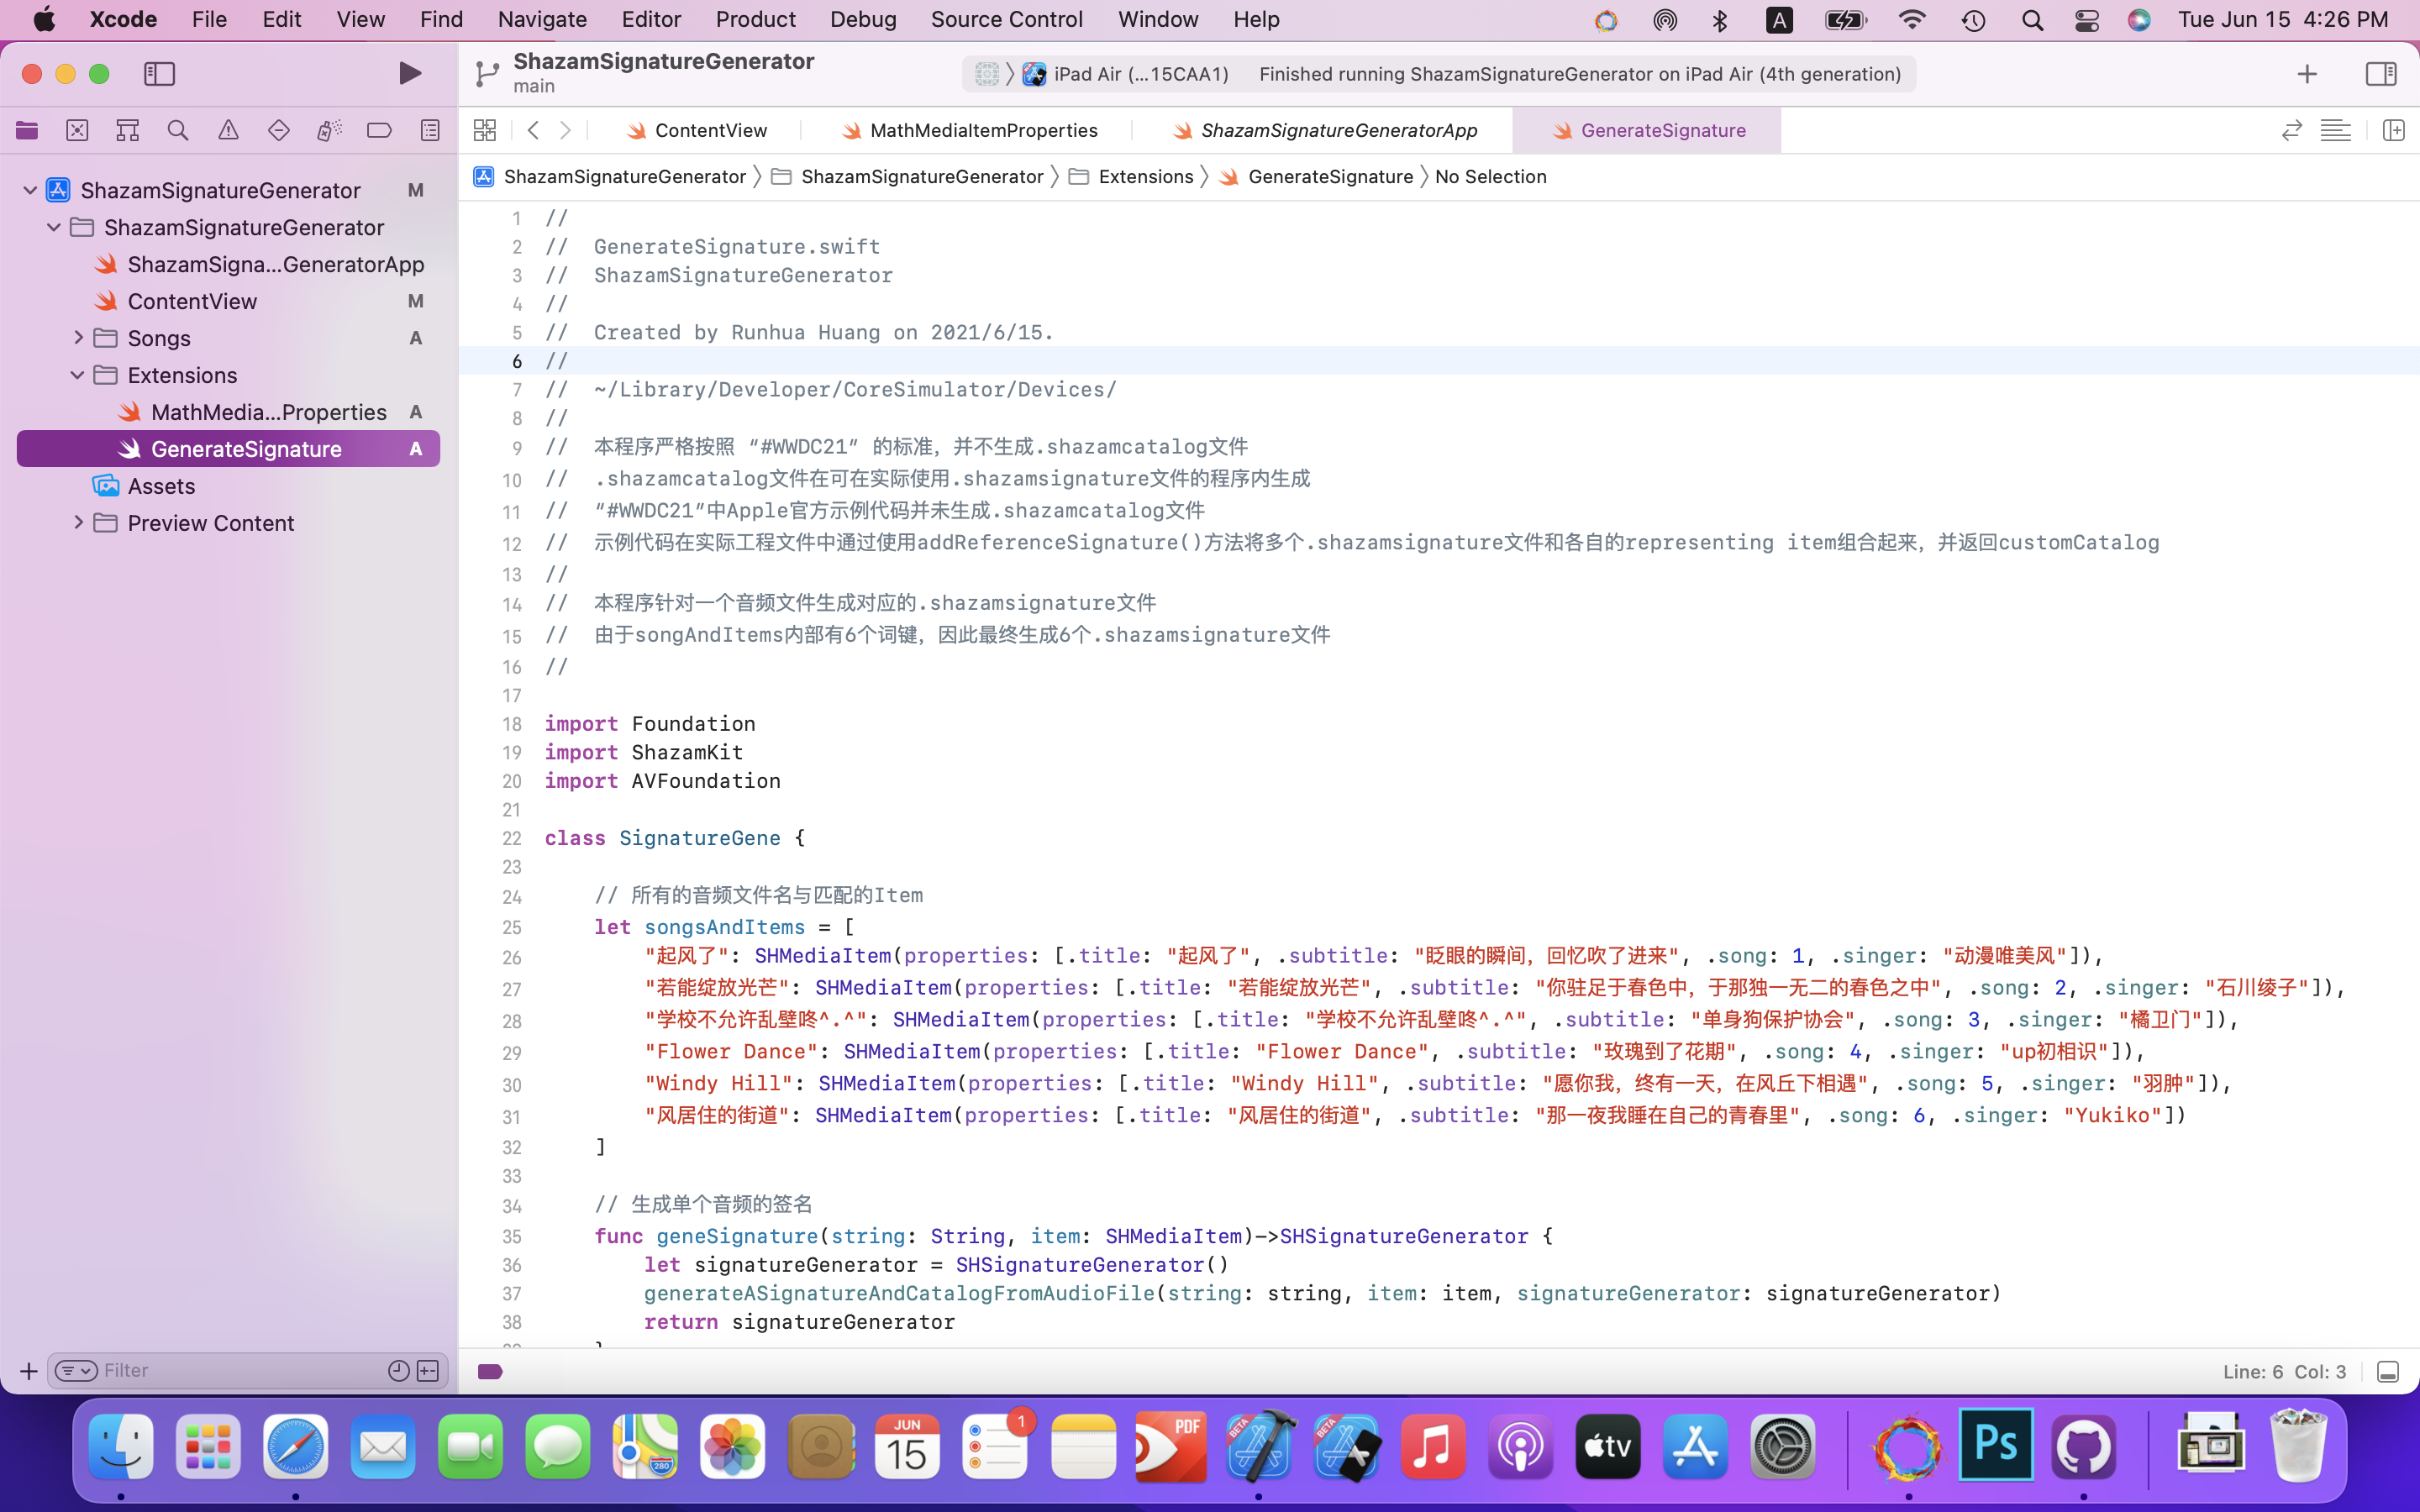 Xcode File Edit View Find Navigate Editor Product Debug Source Control Window Help A Tue Jun 15 4:26 PM
ShazamSignatureGenerator
main
iPad Air (...15CAA1) Finished running ShazamSignatureGenerator on iPad Air (4th generation)
ContentView MathMediaItemProperties ShazamSignatureGeneratorApp GenerateSignature
ShazamSignatureGenerator ShazamSignatureGenerator Extensions GenerateSignature No Selection
ShazamSignatureGenerator M
ShazamSignatureGenerator
ShazamSigna...GeneratorApp
ContentView M
Songs A
Extensions
MathMedia...Properties A
GenerateSignature A
Assets
Preview Content
Filter
1 //
2 //  GenerateSignature.swift
3 //  ShazamSignatureGenerator
4 //
5 //  Created by Runhua Huang on 2021/6/15.
6 //
7 //  ~/Library/Developer/CoreSimulator/Devices/
8 //
9 //  本程序严格按照 “#WWDC21” 的标准，并不生成.shazamcatalog文件
10 //  .shazamcatalog文件在可在实际使用.shazamsignature文件的程序内生成
11 //  “#WWDC21”中Apple官方示例代码并未生成.shazamcatalog文件
12 //  示例代码在实际工程文件中通过使用addReferenceSignature()方法将多个.shazamsignature文件和各自的representing item组合起来，并返回customCatalog
13 //
14 //  本程序针对一个音频文件生成对应的.shazamsignature文件
15 //  由于songAndItems内部有6个词键，因此最终生成6个.shazamsignature文件
16 //
17
18 import Foundation
19 import ShazamKit
20 import AVFoundation
21
22 class SignatureGene {
23
24     // 所有的音频文件名与匹配的Item
25     let songsAndItems = [
26         "起风了": SHMediaItem(properties: [.title: "起风了", .subtitle: "眨眼的瞬间，回忆吹了进来", .song: 1, .singer: "动漫唯美风"]),
27         "若能绽放光芒": SHMediaItem(properties: [.title: "若能绽放光芒", .subtitle: "你驻足于春色中，于那独一无二的春色之中", .song: 2, .singer: "石川绫子"]),
28         "学校不允许乱壁咚^.^": SHMediaItem(properties: [.title: "学校不允许乱壁咚^.^", .subtitle: "单身狗保护协会", .song: 3, .singer: "橘卫门"]),
29         "Flower Dance": SHMediaItem(properties: [.title: "Flower Dance", .subtitle: "玫瑰到了花期", .song: 4, .singer: "up初相识"]),
30         "Windy Hill": SHMediaItem(properties: [.title: "Windy Hill", .subtitle: "愿你我，终有一天，在风丘下相遇", .song: 5, .singer: "羽肿"]),
31         "风居住的街道": SHMediaItem(properties: [.title: "风居住的街道", .subtitle: "那一夜我睡在自己的青春里", .song: 6, .singer: "Yukiko"])
32     ]
33
34     // 生成单个音频的签名
35     func geneSignature(string: String, item: SHMediaItem)->SHSignatureGenerator {
36         let signatureGenerator = SHSignatureGenerator()
37         generateASignatureAndCatalogFromAudioFile(string: string, item: item, signatureGenerator: signatureGenerator)
38         return signatureGenerator
Line: 6 Col: 3
280
JUN
15
1
PDF
BETA
BETA
tv
Ps